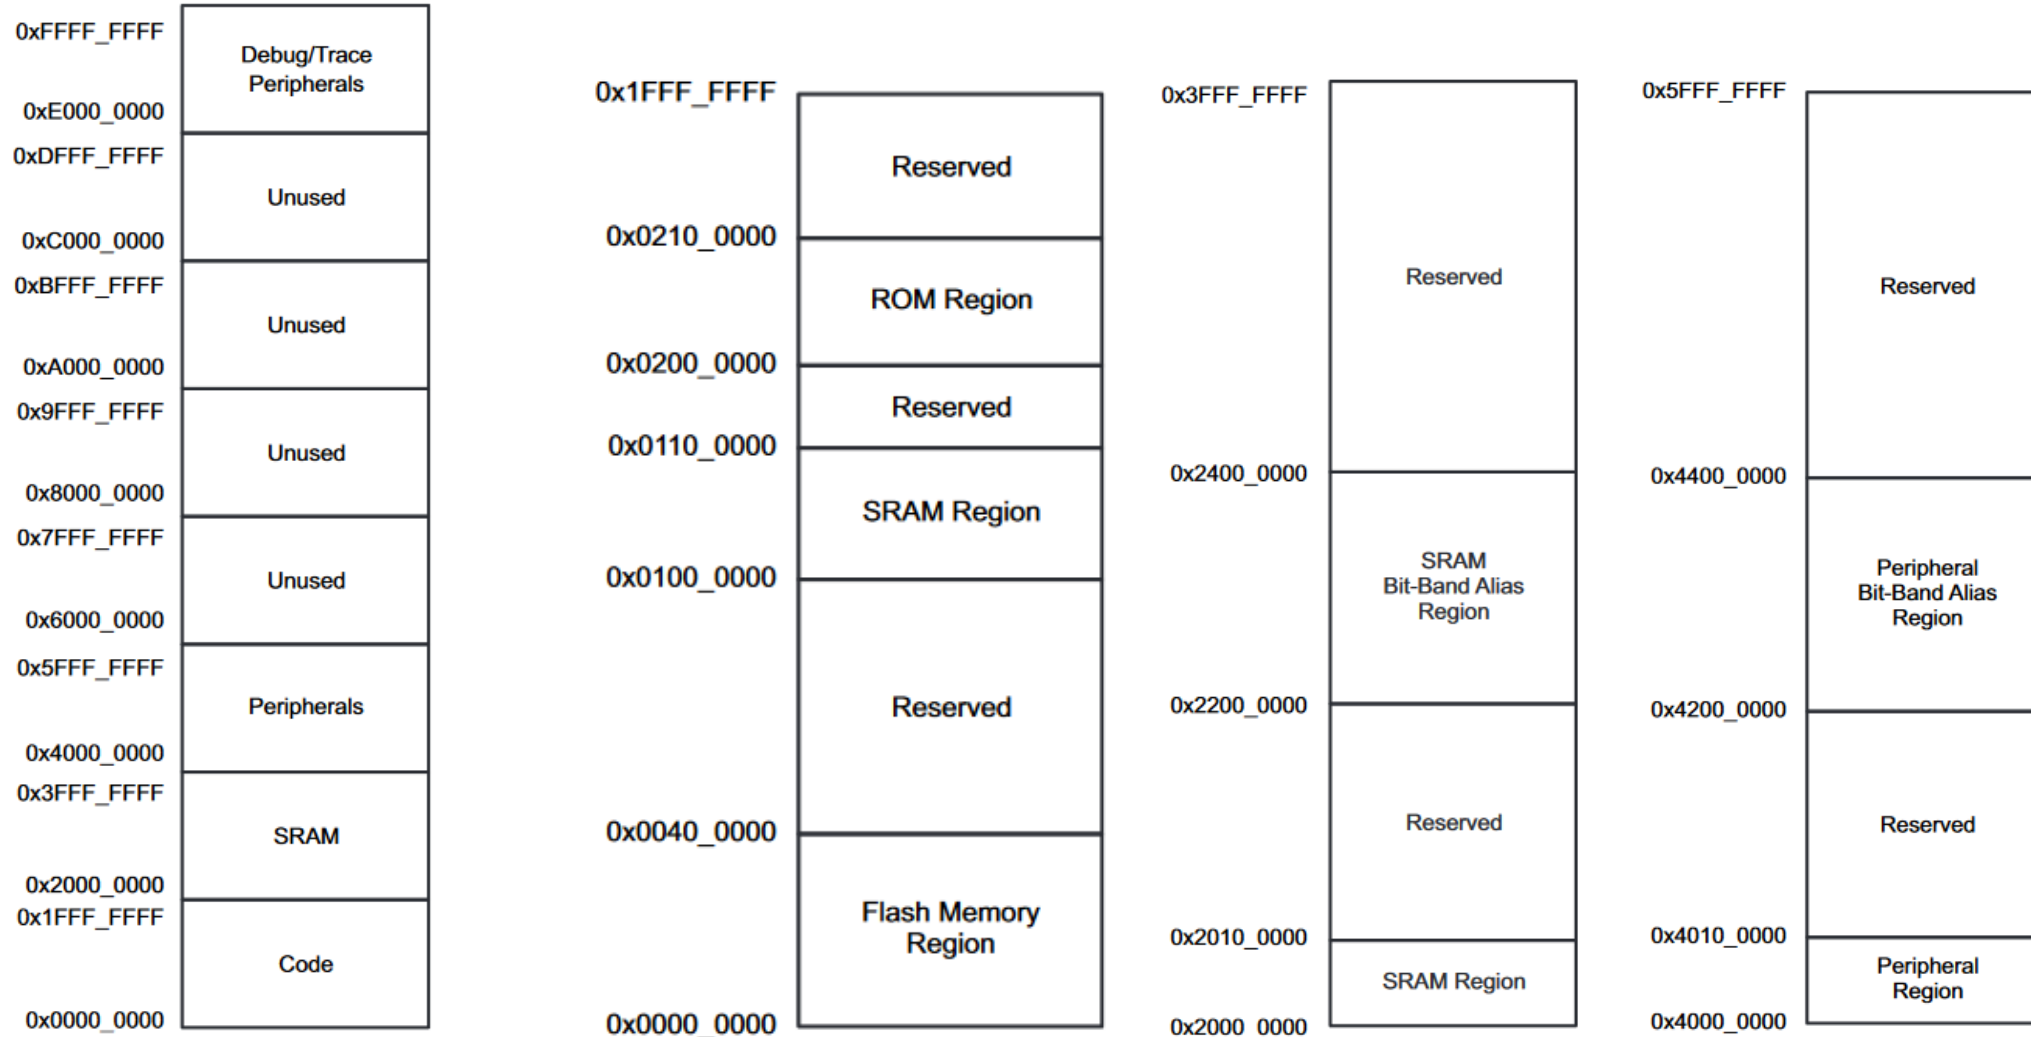 0xFFFF_FFFF
Debug/Trace
Peripherals
0xE000_0000
0xDFFF_FFFF
Unused
0xC000_0000
0xBFFF_FFFF
Unused
0xA000_0000
0x9FFF_FFFF
Unused
0x8000_0000
0x7FFF_FFFF
Unused
0x6000_0000
0x5FFF_FFFF
Peripherals
0x4000_0000
0x3FFF_FFFF
SRAM
0x2000_0000
0x1FFF_FFFF
Code
0x0000_0000
0x1FFF_FFFF
Reserved
0x0210_0000
ROM Region
0x0200_0000
Reserved
0x0110_0000
SRAM Region
0x0100_0000
Reserved
0x0040_0000
Flash Memory
Region
0x0000_0000
0x3FFF_FFFF
Reserved
0x2400_0000
SRAM
Bit-Band Alias
Region
0x2200_0000
Reserved
0x2010_0000
SRAM Region
0x2000 0000
0x5FFF_FFFF
Reserved
0x4400_0000
Peripheral
Bit-Band Alias
Region
0x4200_0000
Reserved
0x4010_0000
Peripheral
Region
0x4000_0000